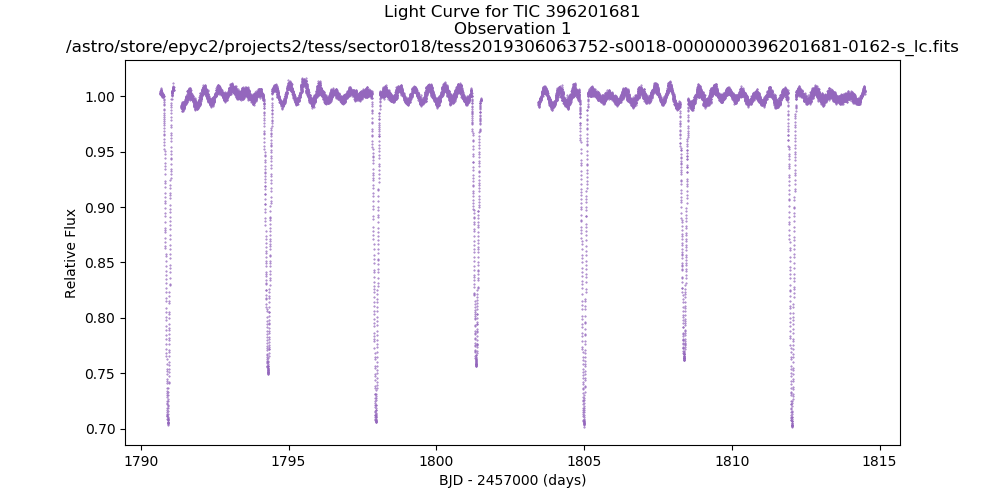 Light Curve for TIC 396201681
Observation 1
/astro/store/epyc2/projects2/tess/sector018/tess2019306063752-s0018-0000000396201681-0162-s_lc.fits
1.00
0.95
0.90
0.85
0.80
0.75
0.70
Relative Flux
1790 1795 1800 1805 1810 1815
BJD - 2457000 (days)